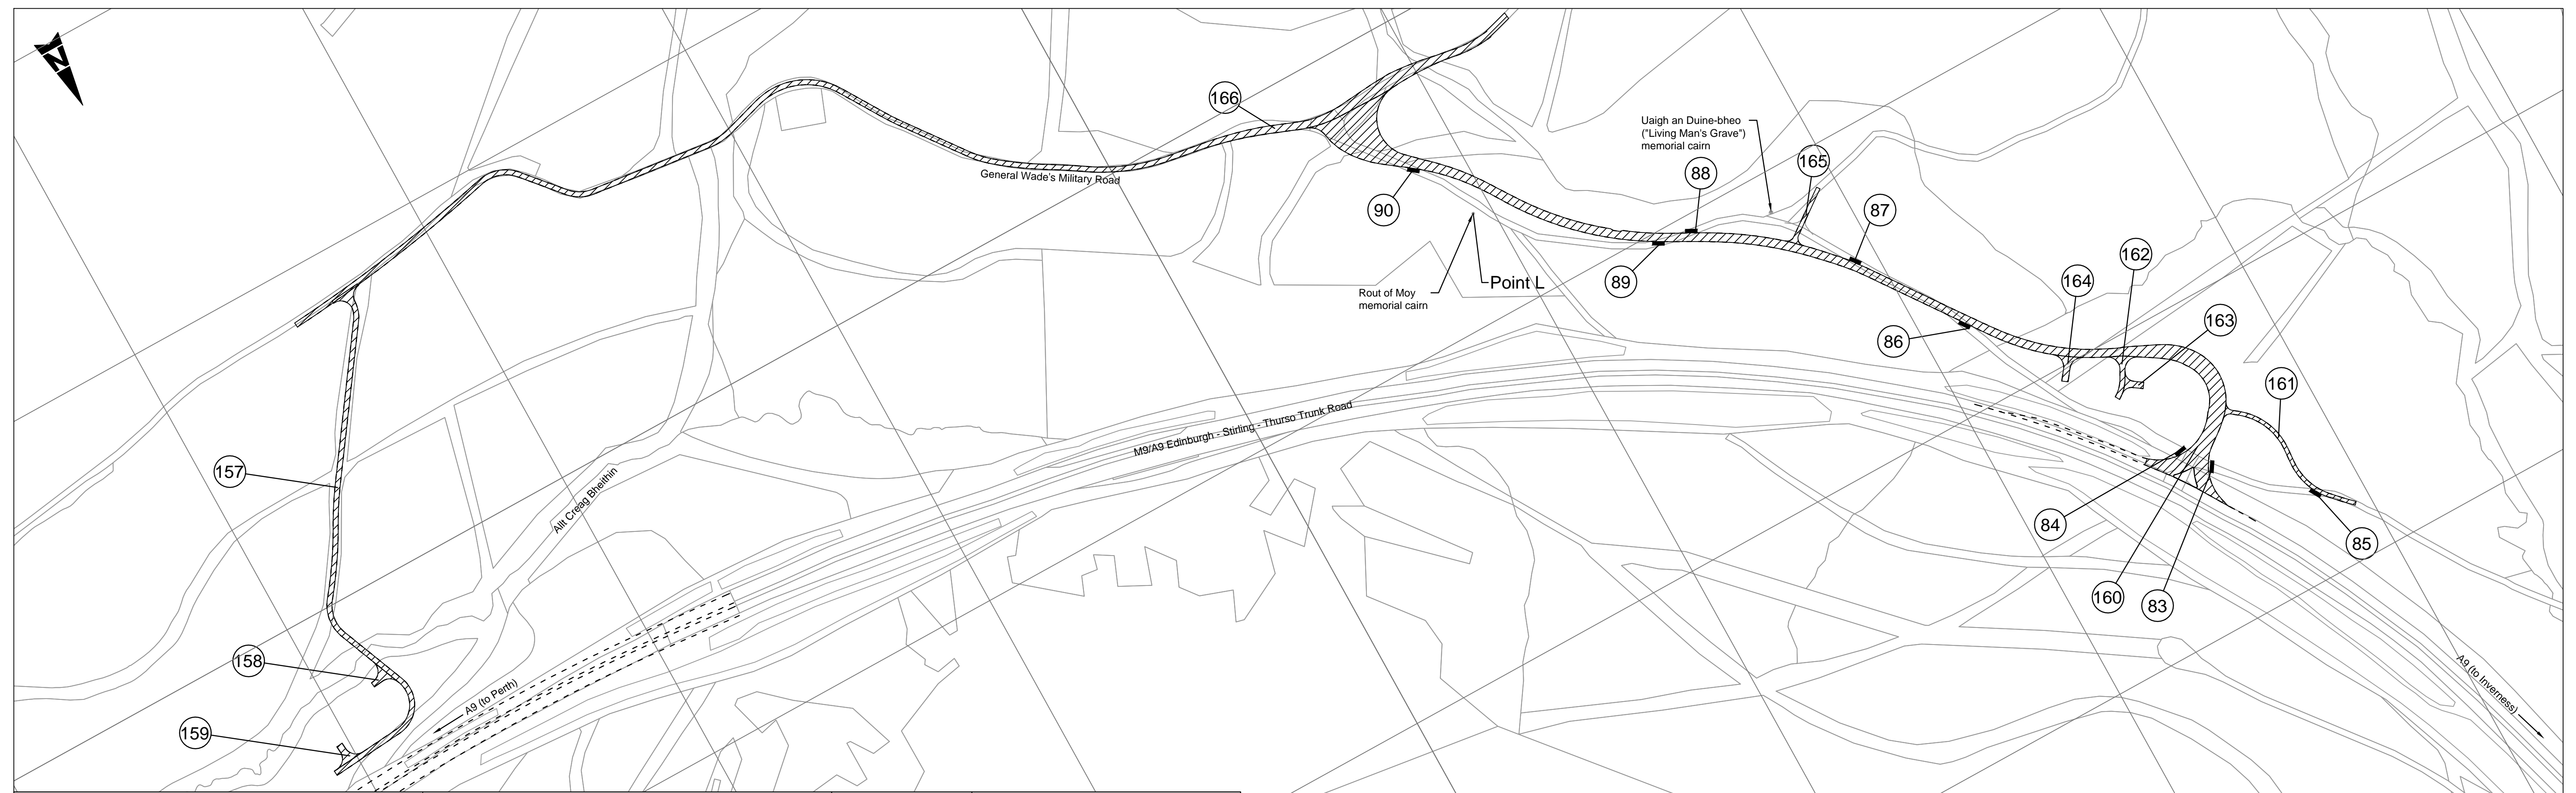 N
166
Uaigh an Duine-bheo
("Living Man's Grave")
memorial cairn
165
88
General Wade's Military Road
90
87
162
Point L
89
164
Rout of Moy
memorial cairn
163
86
161
M9/A9 Edinburgh - Stirling - Thurso Trunk Road
157
Allt Creag Bheithin
84
85
160
83
158
A9 (to Perth)
A9 (to Inverness)
159